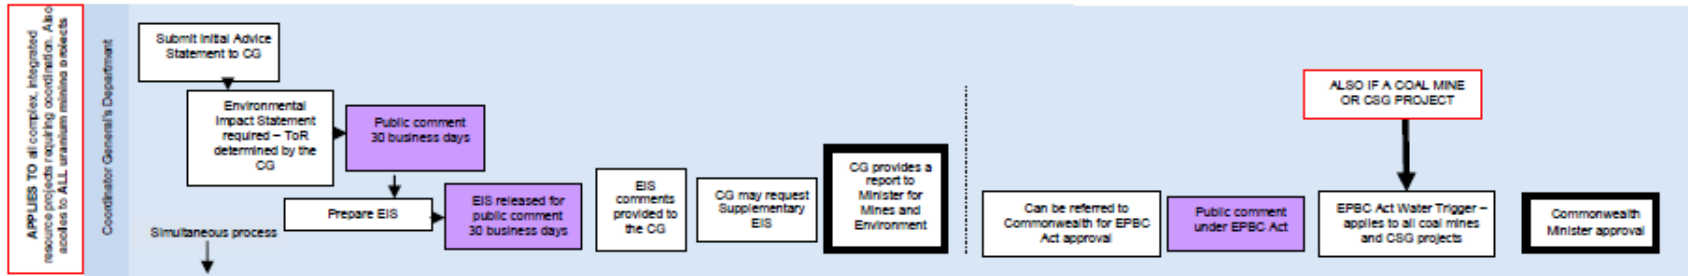 APPLIES TO all complex, integrated
resource projects requiring coordination. Also
applies to ALL uranium mining projects
Coordinator General's Department
Submit Initial Advice
Statement to CG
Environmental
Impact Statement
required – ToR
determined by the
CG
Public comment
30 business days
Prepare EIS
Simultaneous process
EIS released for
public comment
30 business days
EIS
comments
provided to
the CG
CG may request
Supplementary
EIS
CG provides a
report to
Minister for
Mines and
Environment
Can be referred to
Commonwealth for EPBC
Act approval
Public comment
under EPBC Act
ALSO IF A COAL MINE
OR CSG PROJECT
EPBC Act Water Trigger –
applies to all coal mines
and CSG projects
Commonwealth
Minister approval